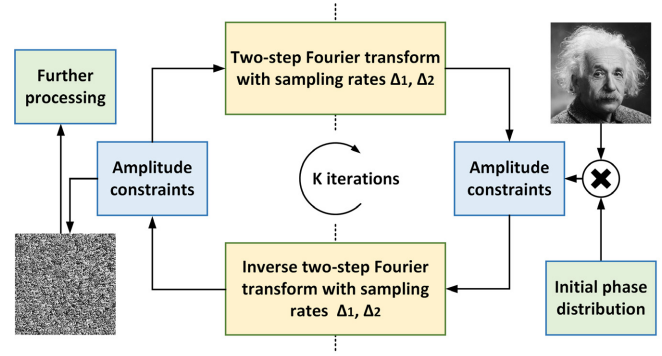 Two-step Fourier transform
with sampling rates Δ1, Δ2
Further
processing
Amplitude
constraints
K iterations
Amplitude
constraints
Inverse two-step Fourier
transform with sampling
rates Δ1, Δ2
Initial phase
distribution